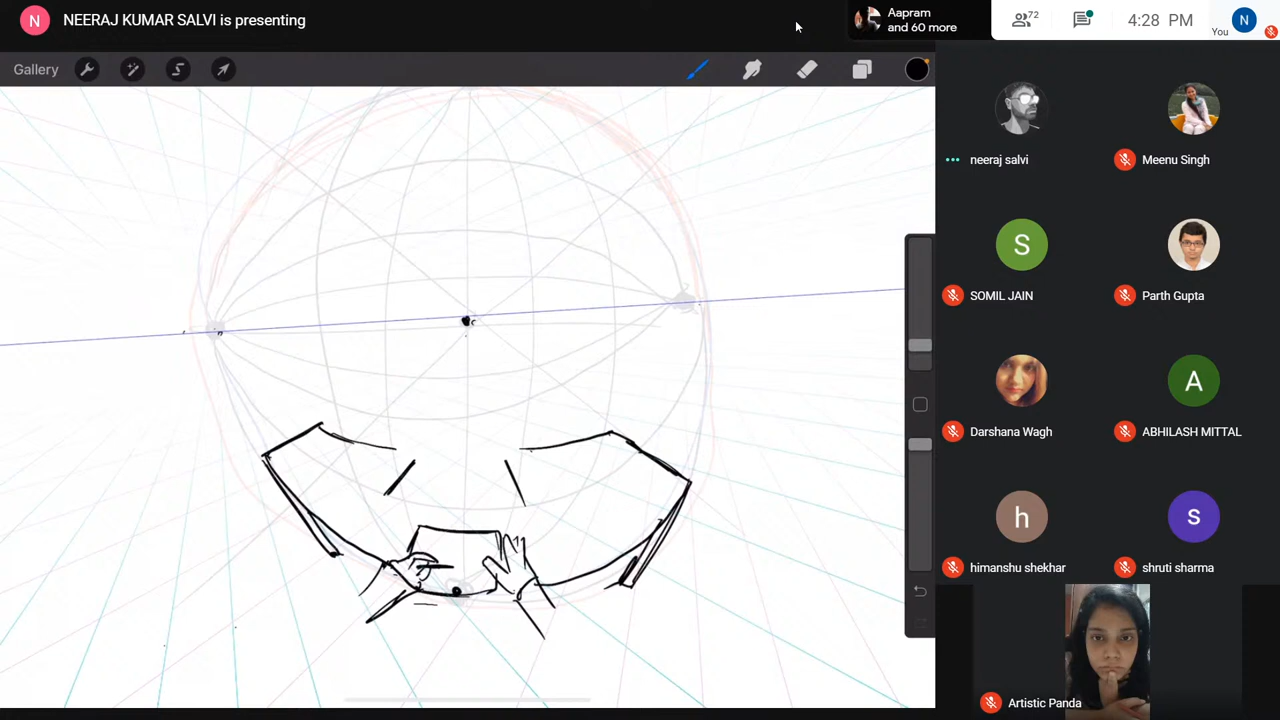 N
NEERAJ KUMAR SALVI is presenting
Aapram
and 60 more
72
4:28 PM
You
N
Gallery
neeraj salvi
Meenu Singh
S
SOMIL JAIN
Parth Gupta
Darshana Wagh
A
ABHILASH MITTAL
h
himanshu shekhar
s
shruti sharma
Artistic Panda